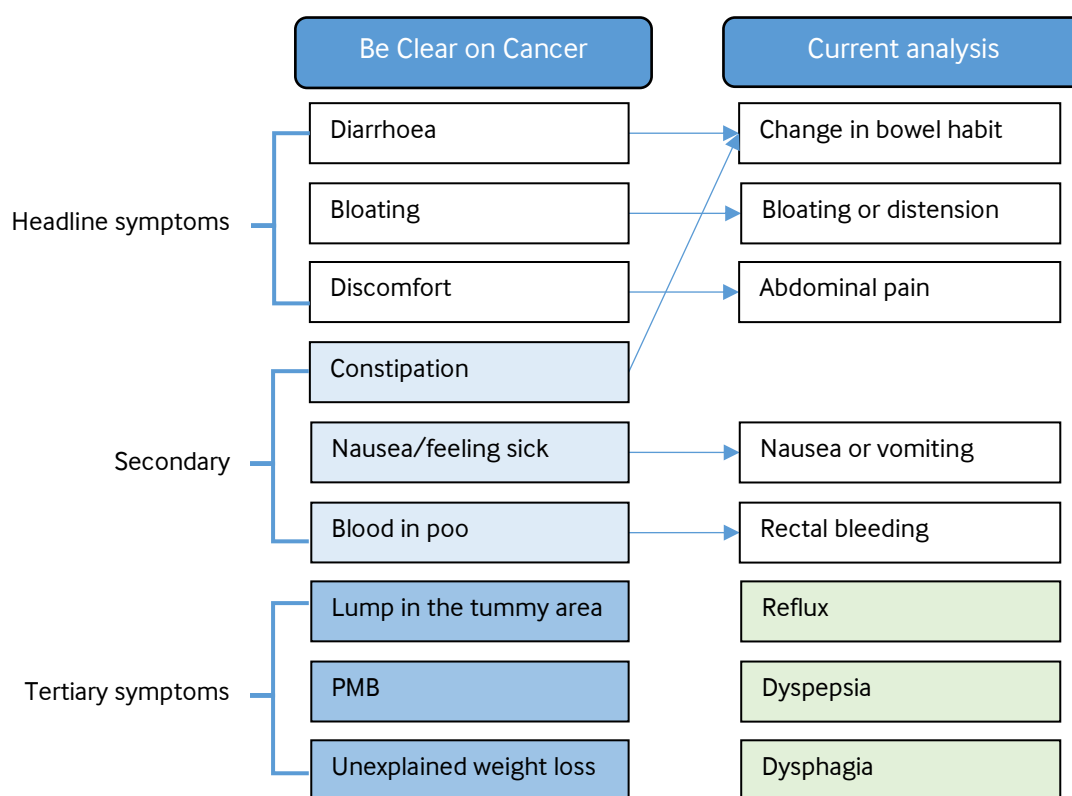 Be Clear on Cancer
Current analysis
Headline symptoms
Diarrhoea
Change in bowel habit
Bloating
Bloating or distension
Discomfort
Abdominal pain
Secondary
Constipation
Nausea/feeling sick
Nausea or vomiting
Blood in poo
Rectal bleeding
Tertiary symptoms
Lump in the tummy area
Reflux
PMB
Dyspepsia
Unexplained weight loss
Dysphagia